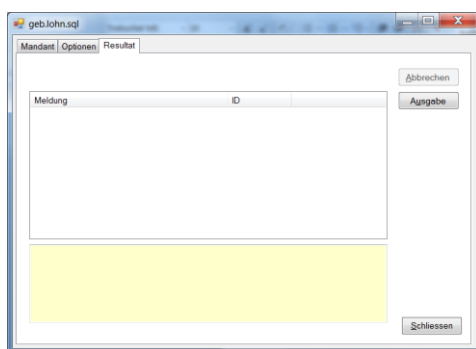 geb.lohn.sql
Mandant Optionen Resultat
Abbrechen
Meldung ID
Ausgabe
Schliessen